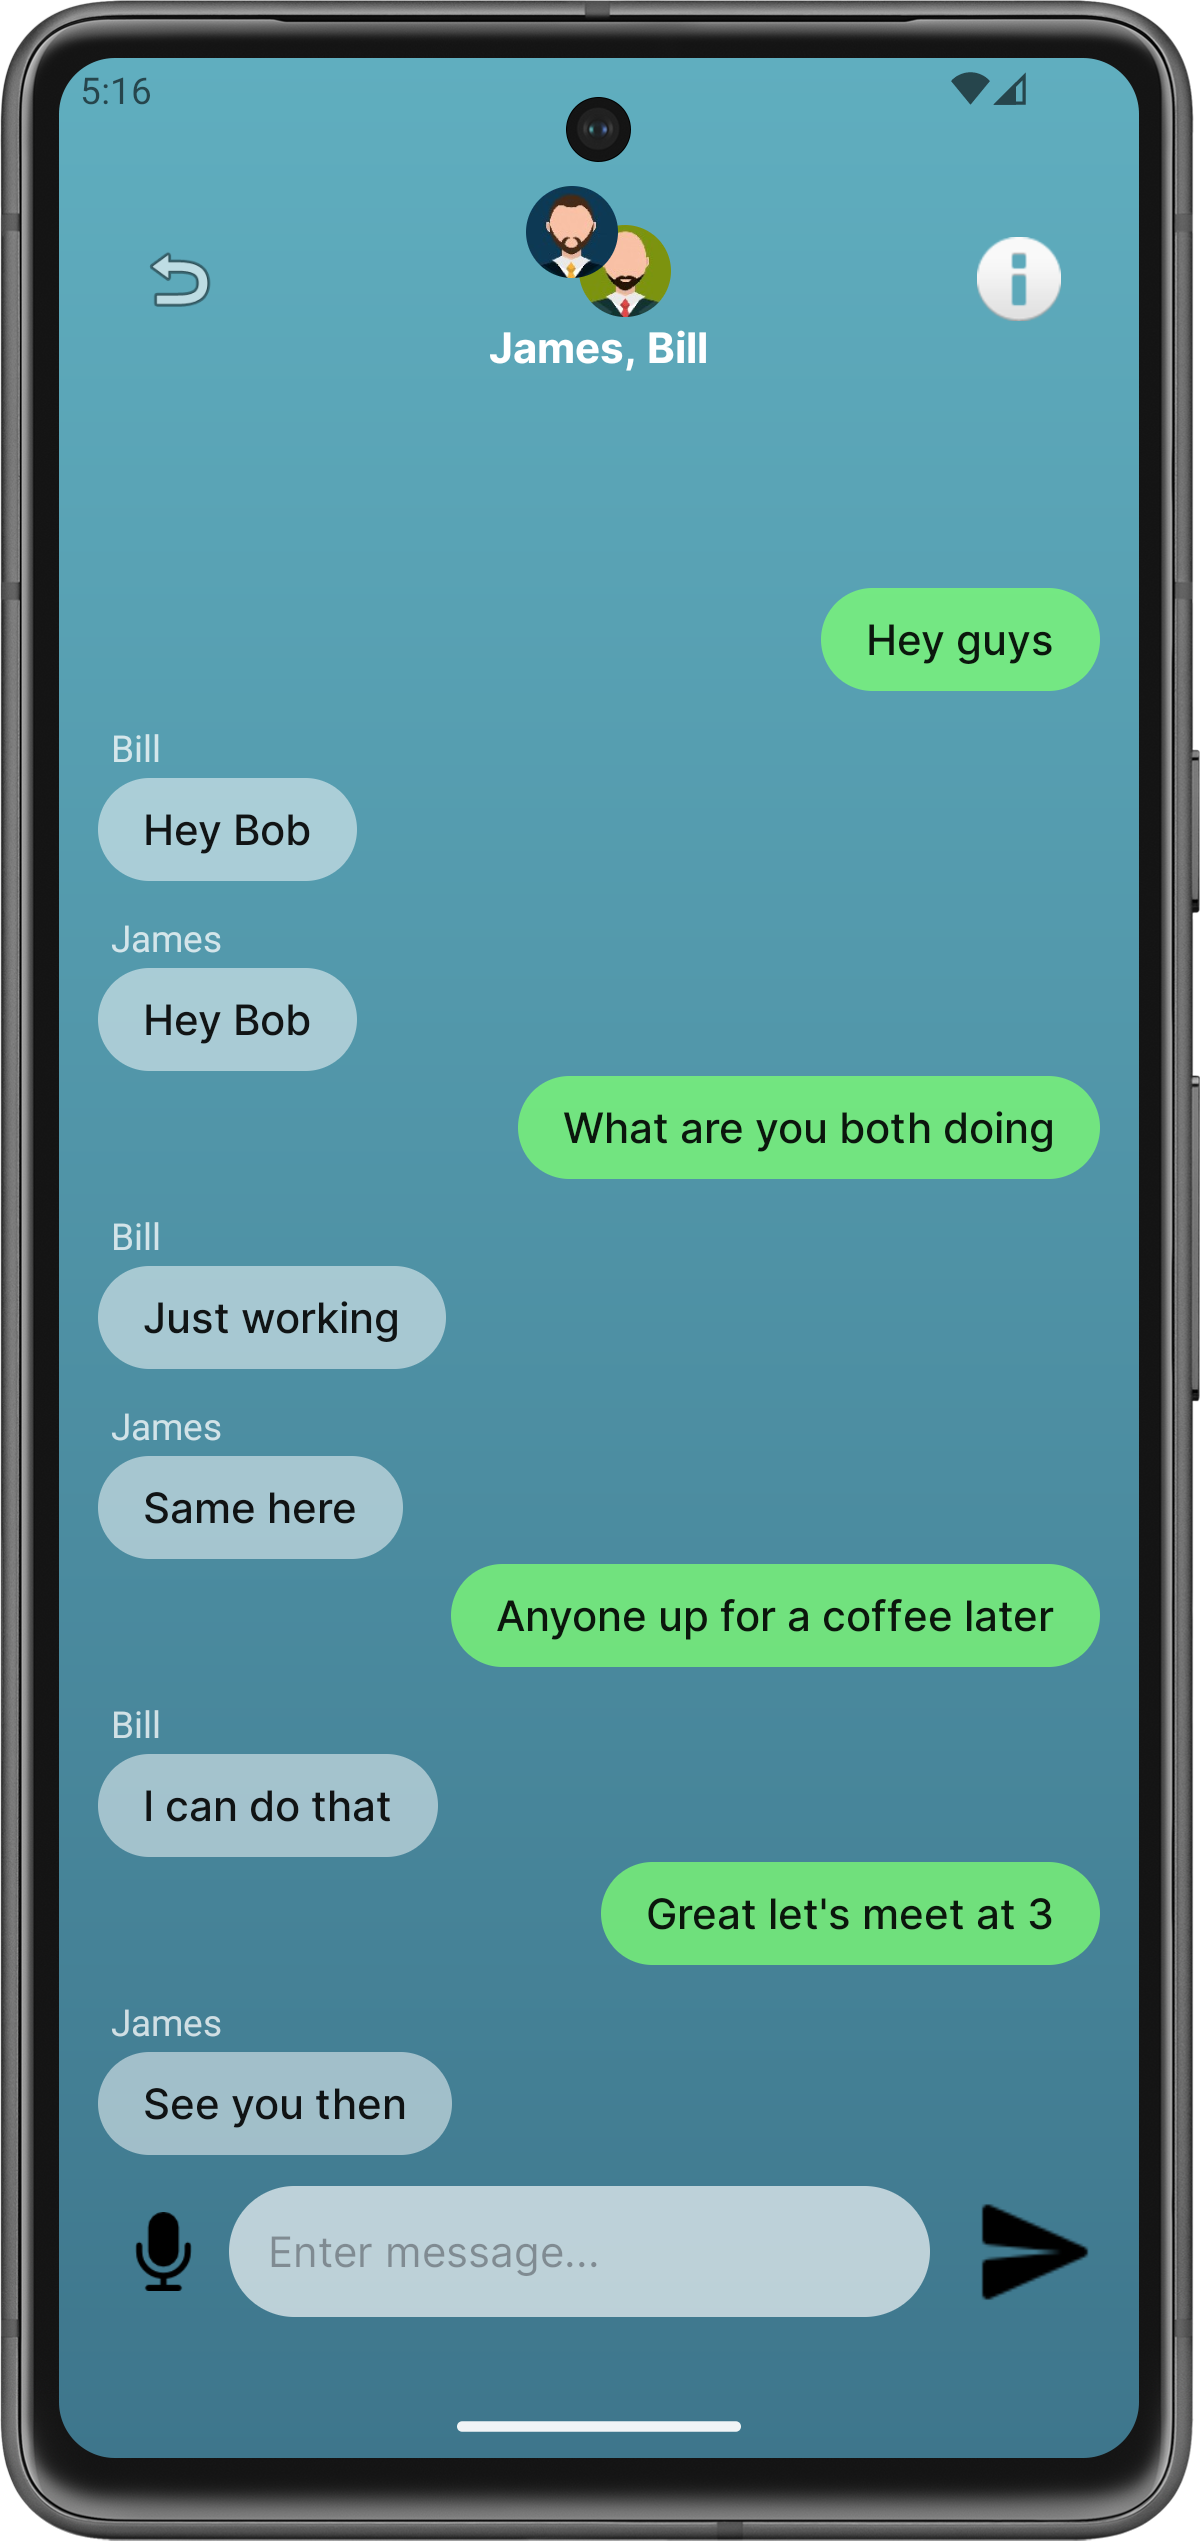 5:16
James, Bill
Hey guys
Bill
Hey Bob
James
Hey Bob
What are you both doing
Bill
Just working
James
Same here
Anyone up for a coffee later
Bill
I can do that
Great let's meet at 3
James
See you then
Enter message...